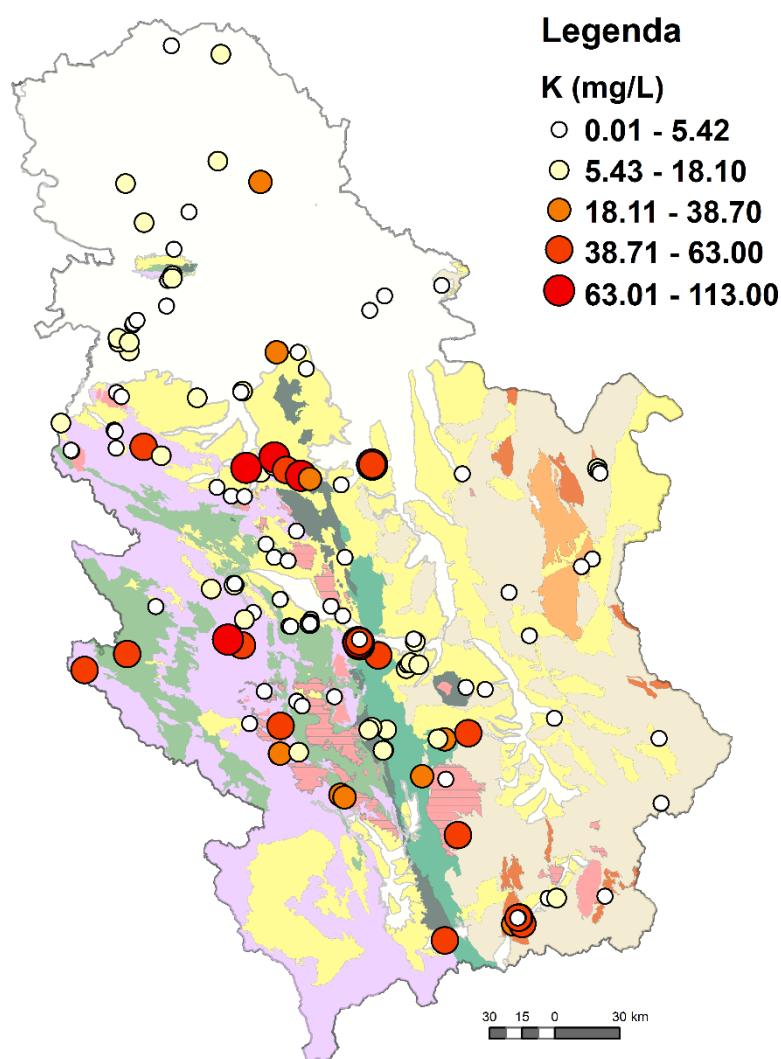 Legenda
K (mg/L)
0.01 - 5.42
5.43 - 18.10
18.11 - 38.70
38.71 - 63.00
63.01 - 113.00
30 15 0 30 km